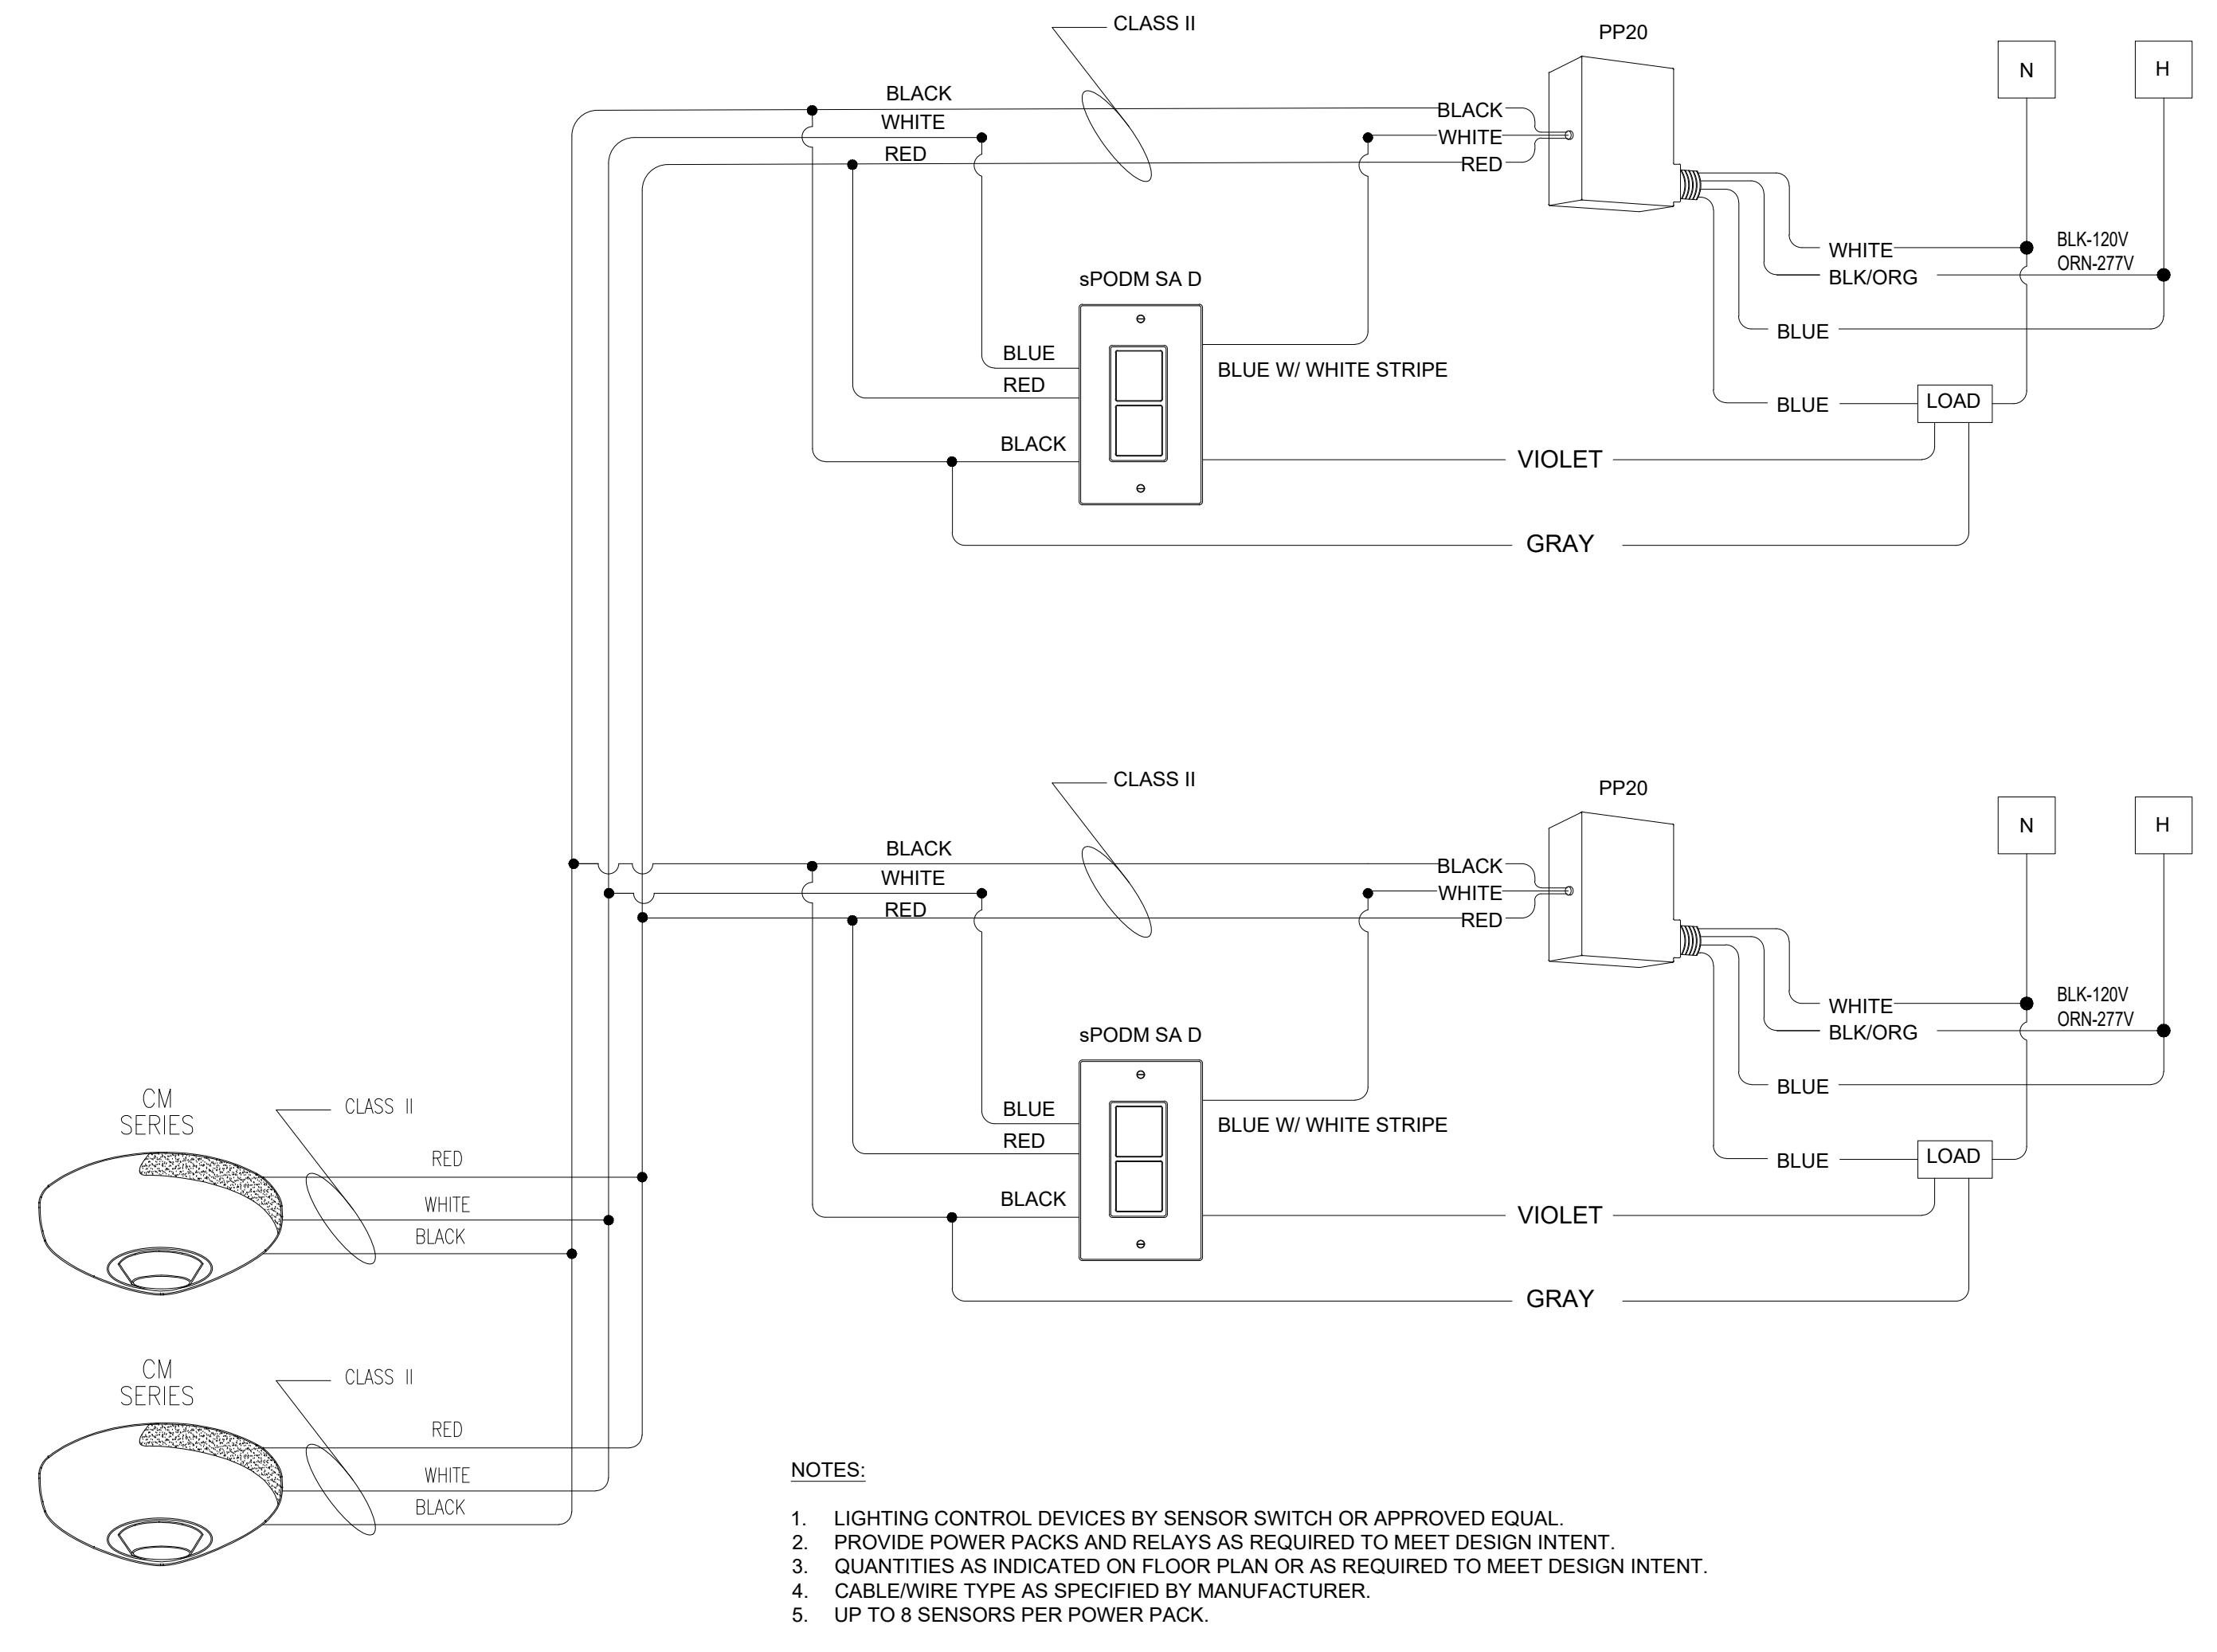 CLASS II
PP20
N
H
BLACK
WHITE
RED
BLACK
WHITE
RED
WHITE
BLK/ORG
BLK-120V
ORN-277V
BLUE
sPODM SA D
BLUE
RED
BLUE W/ WHITE STRIPE
BLUE
LOAD
BLACK
VIOLET
GRAY
CLASS II
PP20
N
H
BLACK
WHITE
RED
BLACK
WHITE
RED
WHITE
BLK/ORG
BLK-120V
ORN-277V
BLUE
sPODM SA D
BLUE
RED
BLUE W/ WHITE STRIPE
BLUE
LOAD
BLACK
VIOLET
GRAY
CM
SERIES
CLASS II
RED
WHITE
BLACK
CM
SERIES
CLASS II
RED
WHITE
BLACK
NOTES:
1. LIGHTING CONTROL DEVICES BY SENSOR SWITCH OR APPROVED EQUAL.
2. PROVIDE POWER PACKS AND RELAYS AS REQUIRED TO MEET DESIGN INTENT.
3. QUANTITIES AS INDICATED ON FLOOR PLAN OR AS REQUIRED TO MEET DESIGN INTENT.
4. CABLE/WIRE TYPE AS SPECIFIED BY MANUFACTURER.
5. UP TO 8 SENSORS PER POWER PACK.